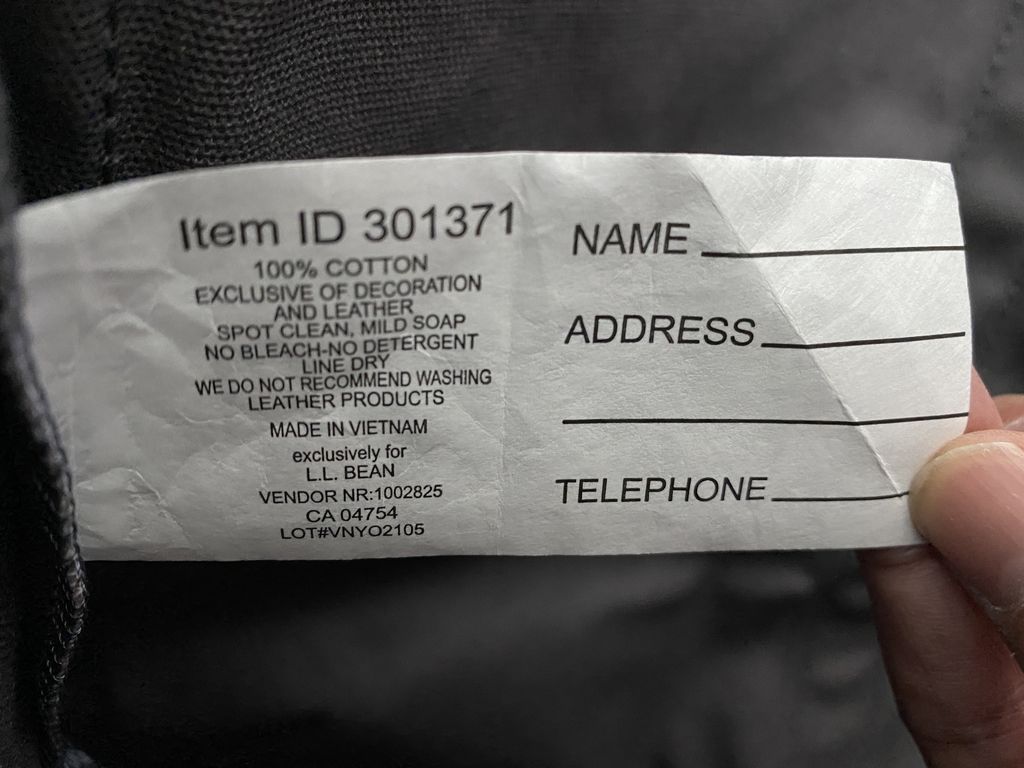 Item ID 301371
100% COTTON
EXCLUSIVE OF DECORATION
AND LEATHER
SPOT CLEAN, MILD SOAP
NO BLEACH-NO DETERGENT
LINE DRY
WE DO NOT RECOMMEND WASHING
LEATHER PRODUCTS
MADE IN VIETNAM
exclusively for
L.L. BEAN
VENDOR NR:1002825
CA 04754
LOT#VNYO2105
NAME
ADDRESS
TELEPHONE